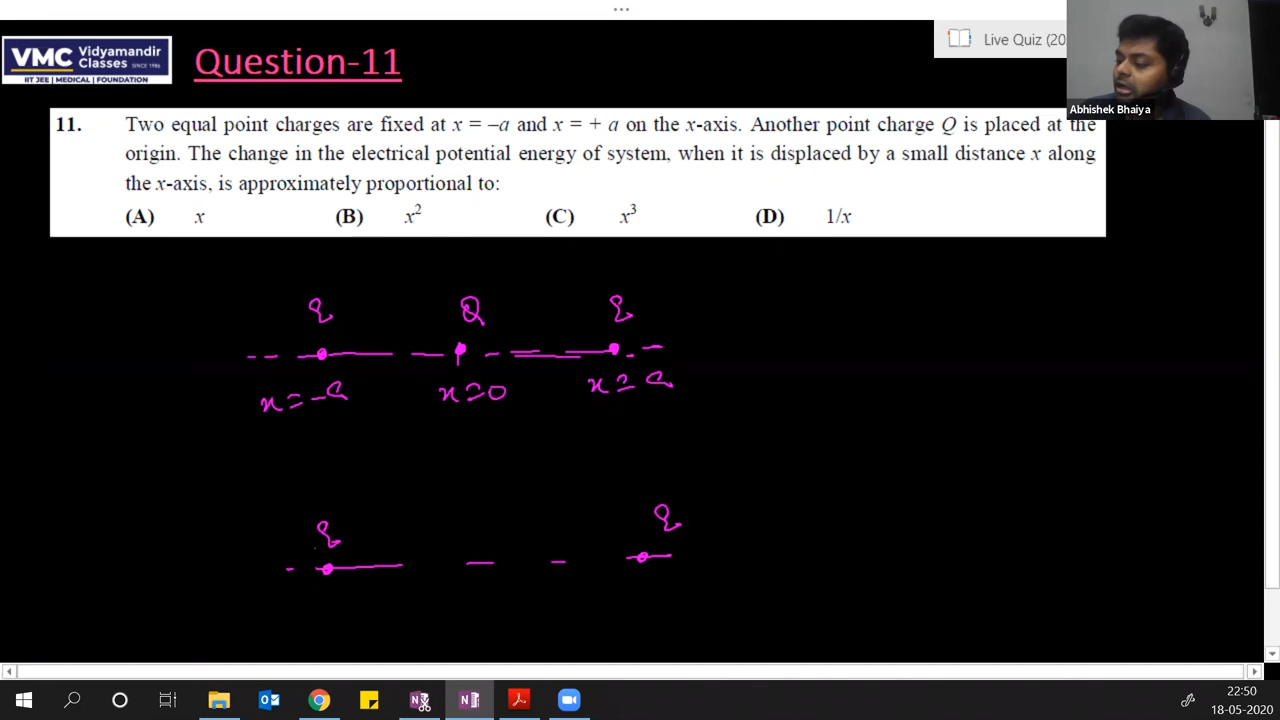 ...
Live Quiz (20
VMC Vidyamandir Classes SINCE 1986
IIT JEE | MEDICAL | FOUNDATION
Question-11
Abhishek Bhaiya
11. Two equal point charges are fixed at x = –a and x = + a on the x-axis. Another point charge Q is placed at the
origin. The change in the electrical potential energy of system, when it is displaced by a small distance x along
the x-axis, is approximately proportional to:
(A) x (B) x² (C) x³ (D) 1/x
q Q q
x = -a x = 0 x = a
q q
22:50
18-05-2020